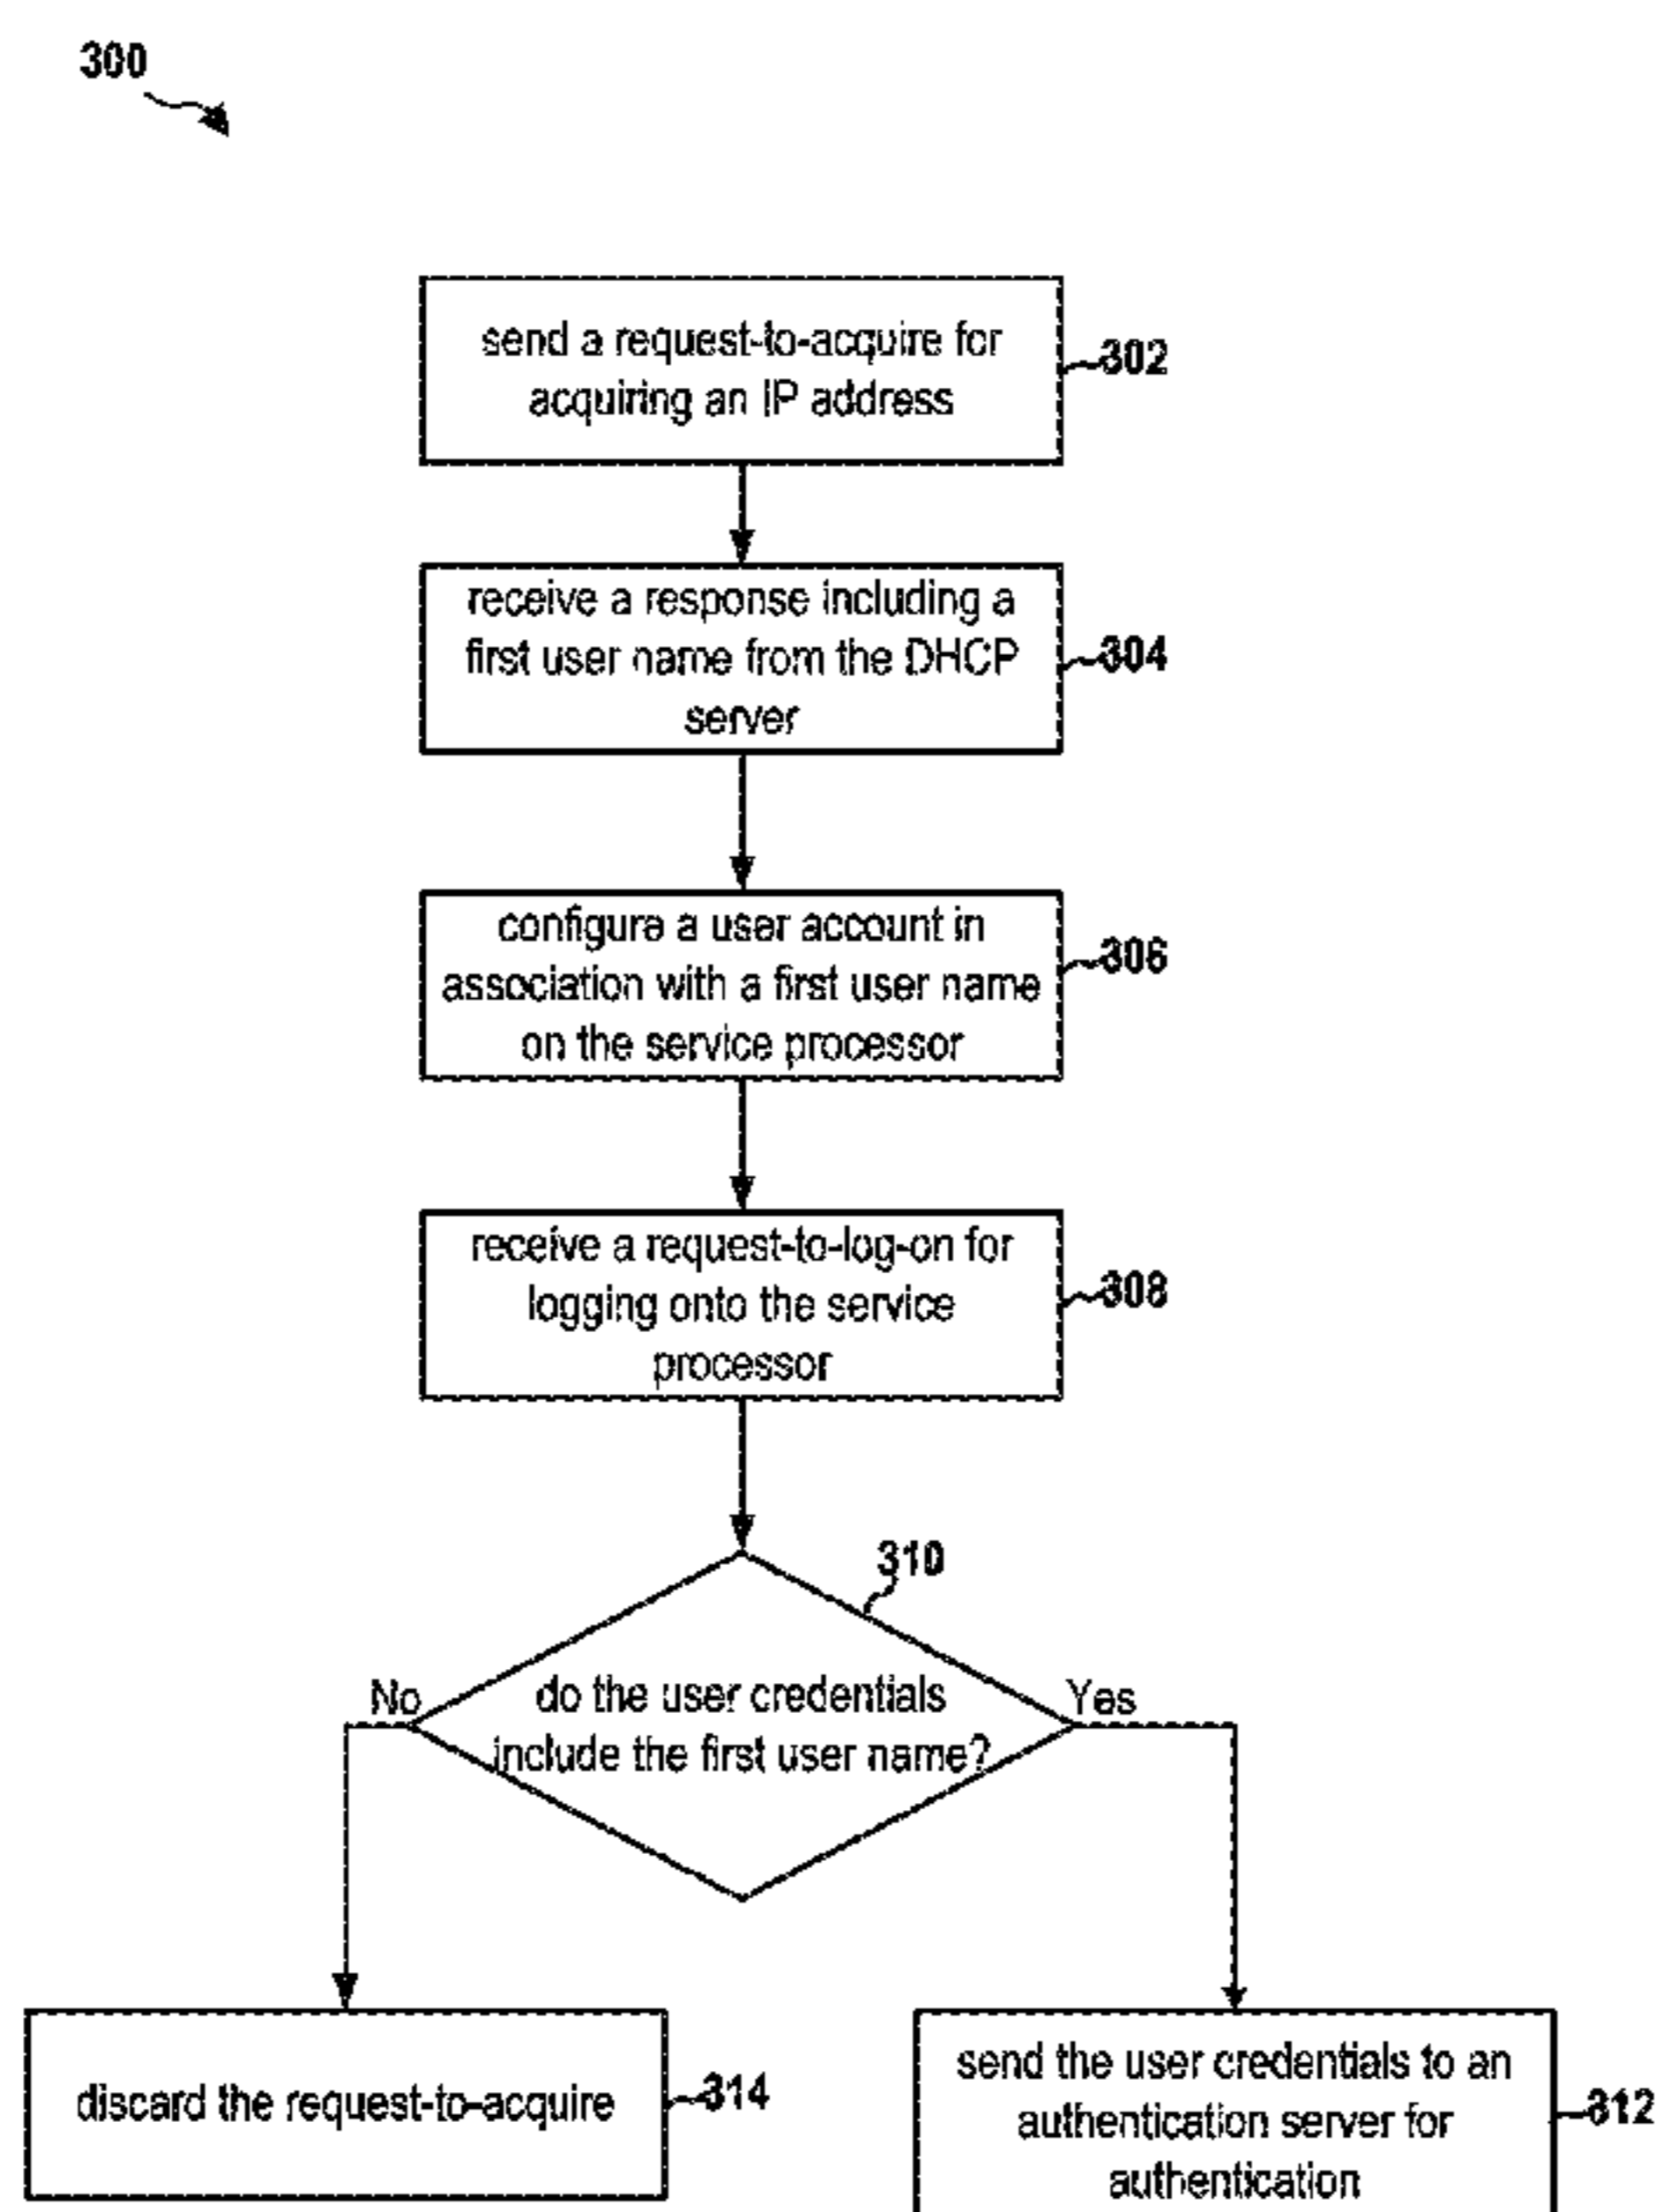 300
send a request-to-acquire for
acquiring an IP address
302
receive a response including a
first user name from the DHCP
server
304
configure a user account in
association with a first user name
on the service processor
306
receive a request-to-log-on for
logging onto the service
processor
308
310
No
do the user credentials
include the first user name?
Yes
discard the request-to-acquire
314
send the user credentials to an
authentication server for
authentication
312